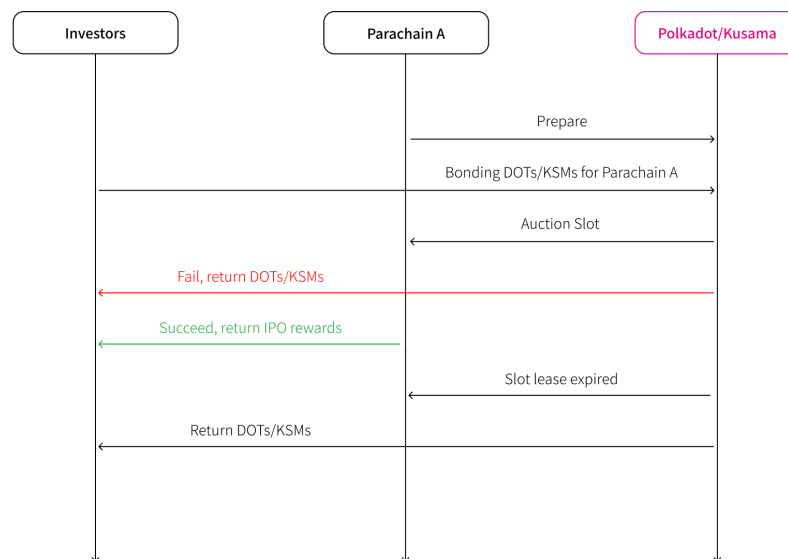 Investors
Parachain A
Polkadot/Kusama
Prepare
Bonding DOTs/KSMs for Parachain A
Auction Slot
Fail, return DOTs/KSMs
Succeed, return IPO rewards
Slot lease expired
Return DOTs/KSMs